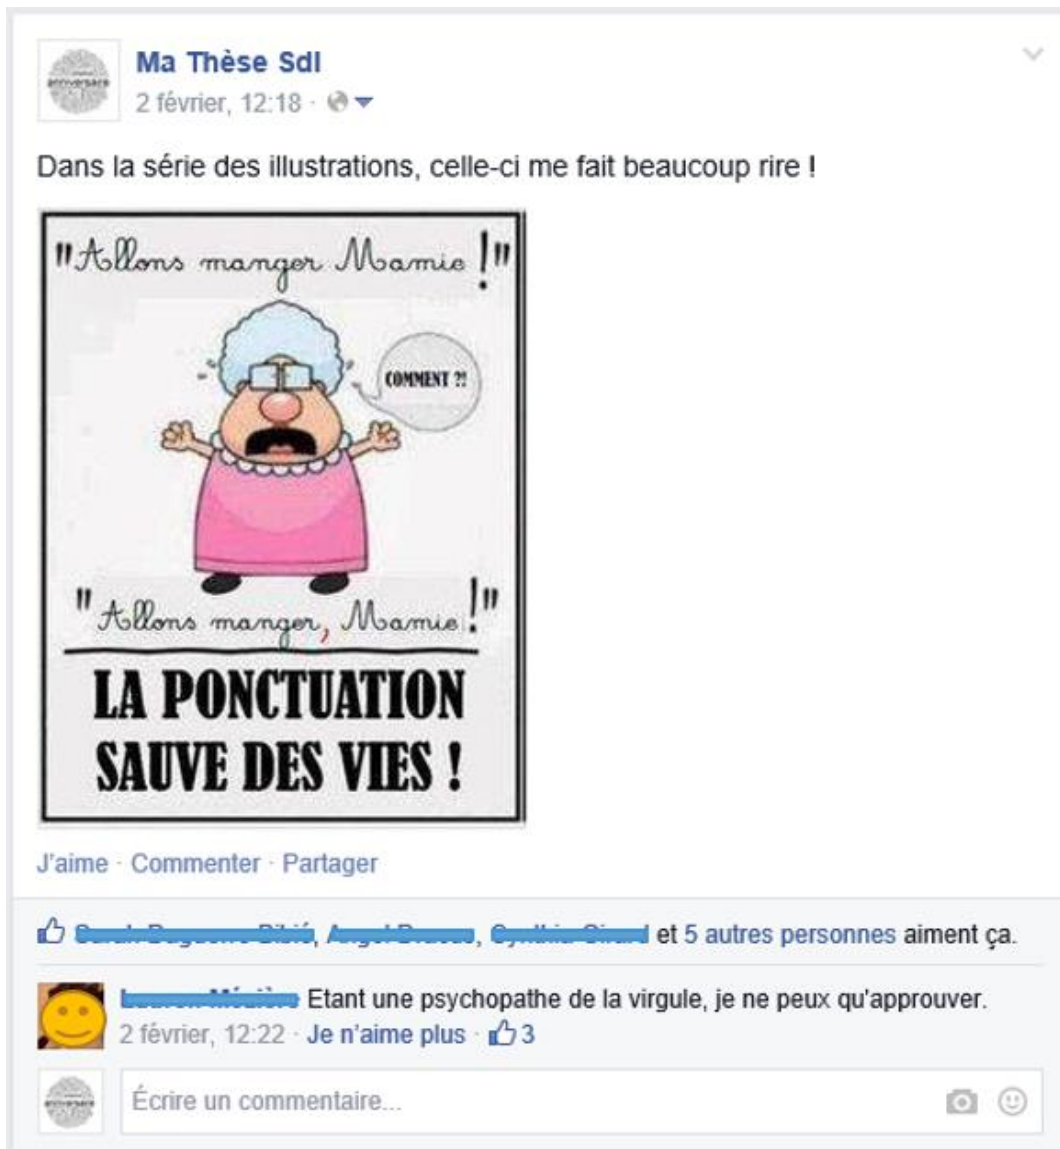 Ma Thèse Sdl
2 février, 12:18 ·
Dans la série des illustrations, celle-ci me fait beaucoup rire !
"Allons manger Mamie !"
COMMENT ?!
"Allons manger, Mamie !"
LA PONCTUATION
SAUVE DES VIES !
J'aime · Commenter · Partager
, , et 5 autres personnes aiment ça.
Etant une psychopathe de la virgule, je ne peux qu'approuver.
2 février, 12:22 · Je n'aime plus · 3
Écrire un commentaire...